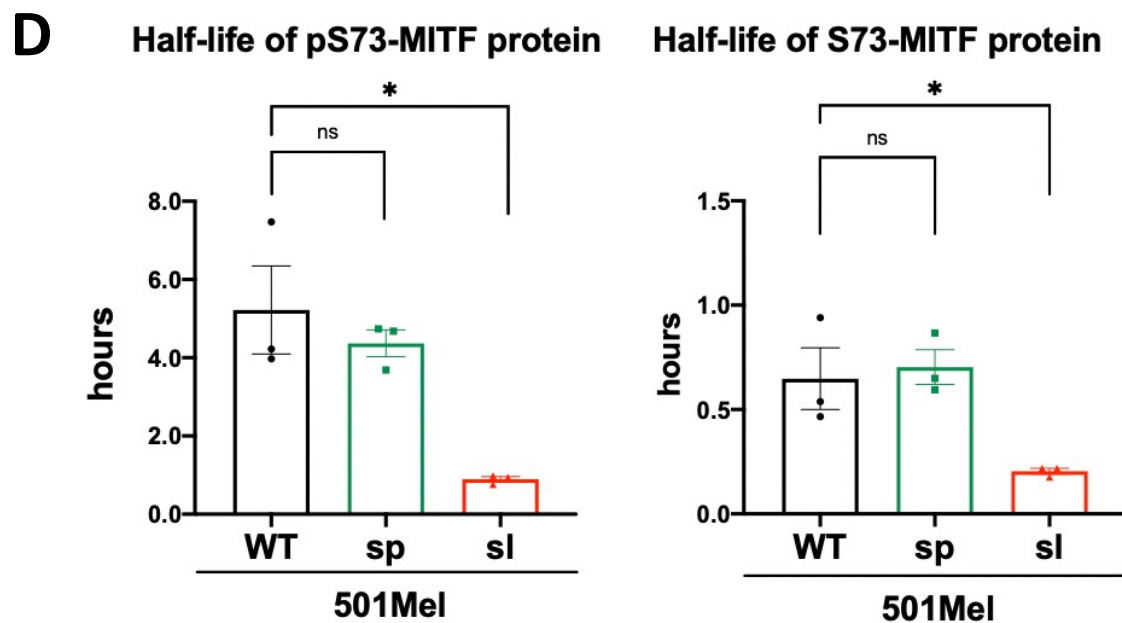 D
Half-life of pS73-MITF protein
*
ns
8.0
6.0
4.0
2.0
0.0
hours
WT sp sl
501Mel
Half-life of S73-MITF protein
*
ns
1.5
1.0
0.5
0.0
hours
WT sp sl
501Mel